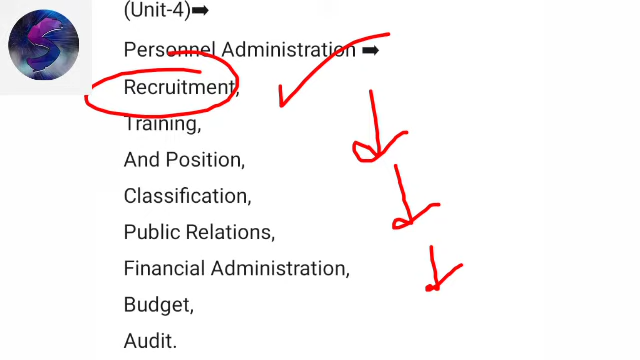 (Unit-4)➡
Personnel Administration ➡
Recruitment,
Training,
And Position,
Classification,
Public Relations,
Financial Administration,
Budget,
Audit.